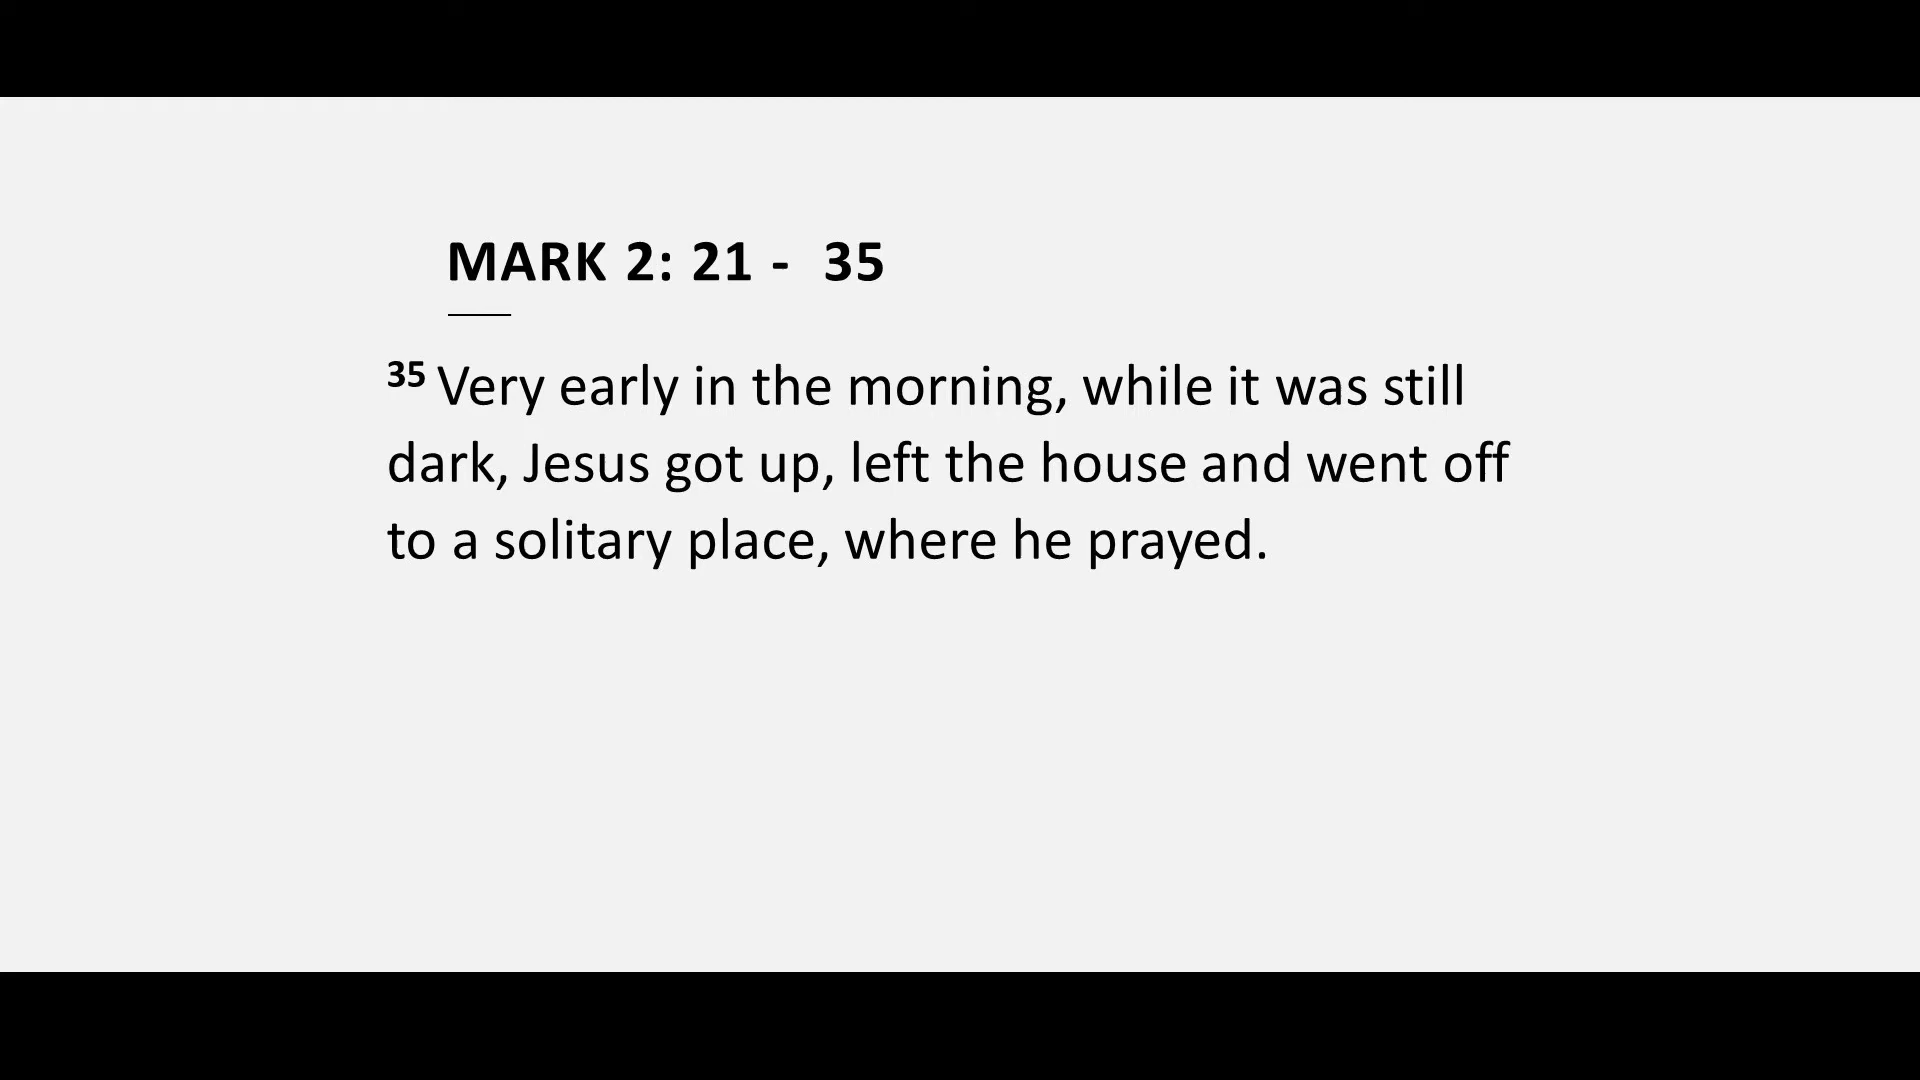 MARK 2: 21 -  35
35 Very early in the morning, while it was still
dark, Jesus got up, left the house and went off
to a solitary place, where he prayed.